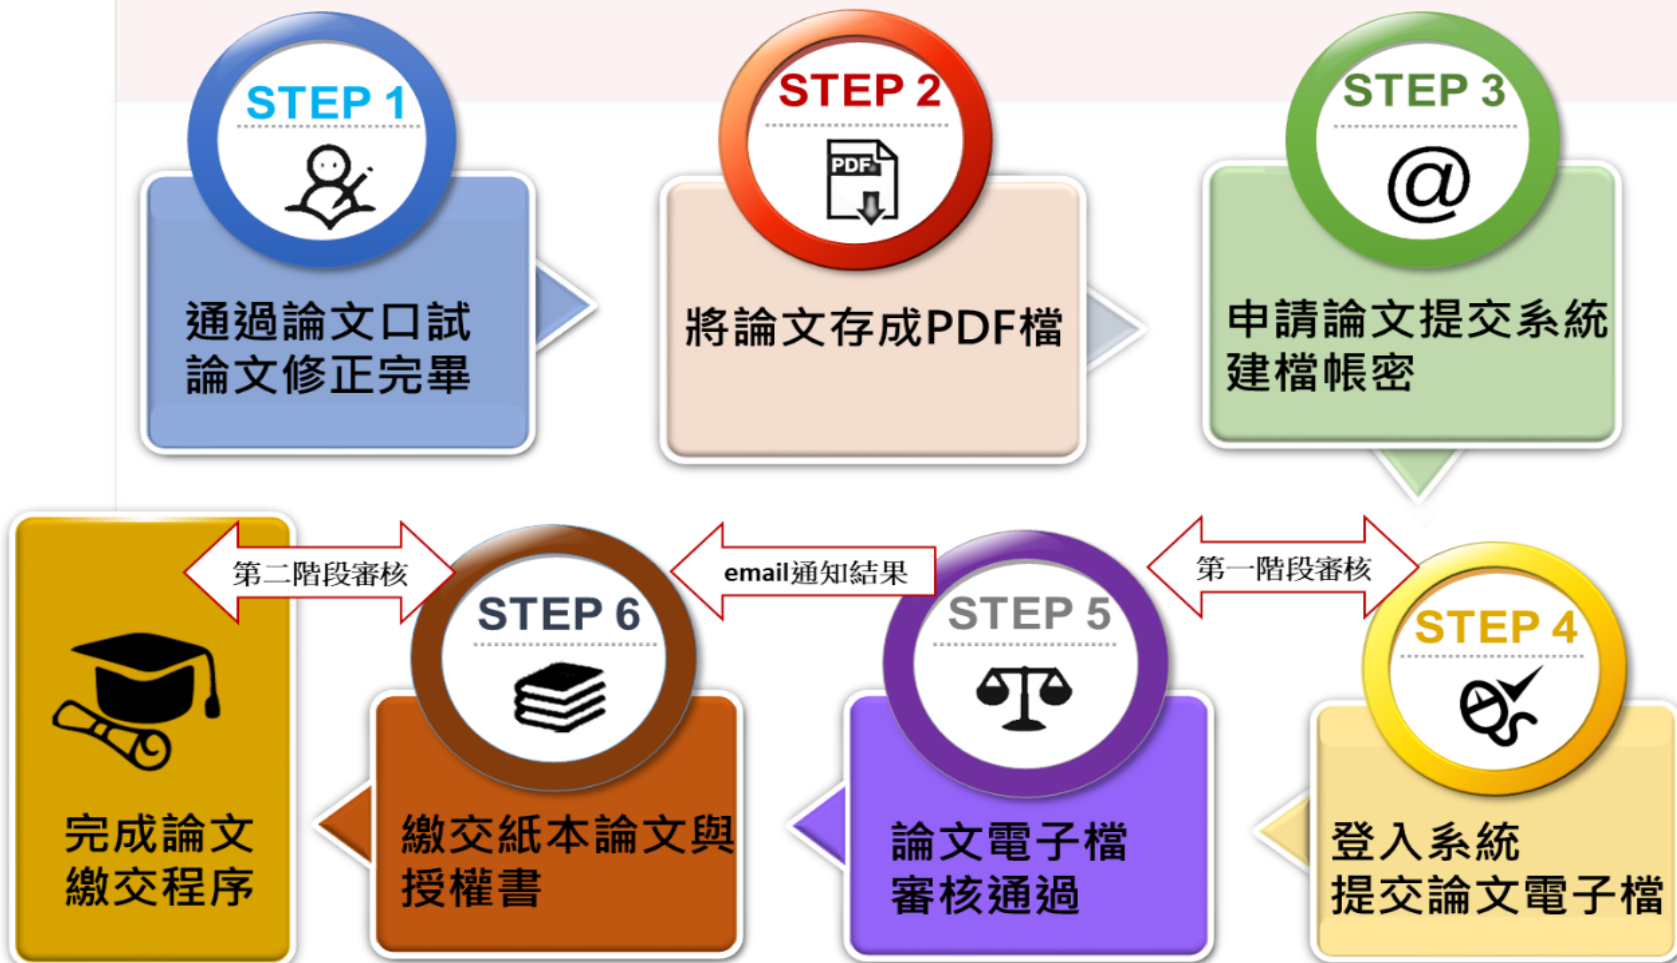 STEP 1
通過論文口試
論文修正完畢
STEP 2
PDF
將論文存成PDF檔
STEP 3
@
申請論文提交系統
建檔帳密
第一階段審核
STEP 4
登入系統
提交論文電子檔
STEP 5
論文電子檔
審核通過
email通知結果
STEP 6
繳交紙本論文與
授權書
第二階段審核
完成論文
繳交程序